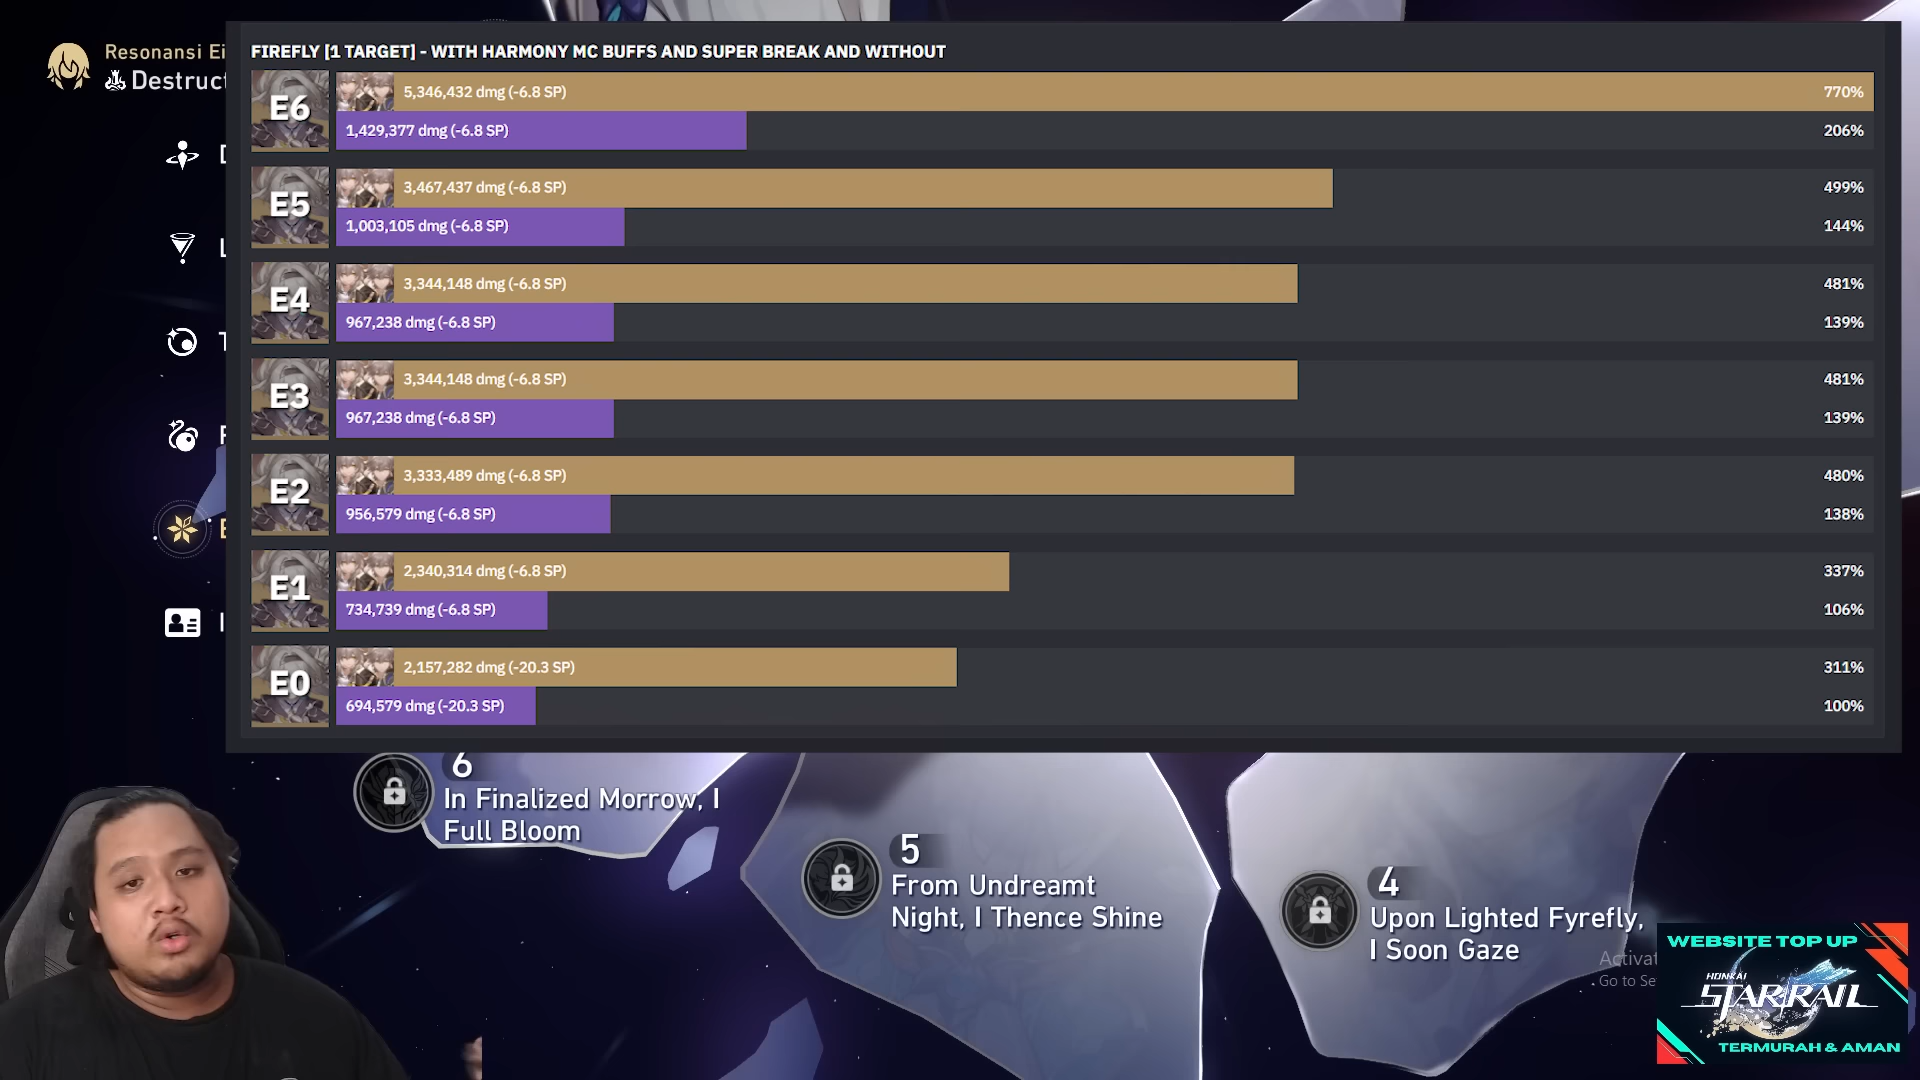 Resonansi Ei
Destruct
FIREFLY [1 TARGET] - WITH HARMONY MC BUFFS AND SUPER BREAK AND WITHOUT
E6
5,346,432 dmg (-6.8 SP)
770%
1,429,377 dmg (-6.8 SP)
206%
E5
3,467,437 dmg (-6.8 SP)
499%
1,003,105 dmg (-6.8 SP)
144%
E4
3,344,148 dmg (-6.8 SP)
481%
967,238 dmg (-6.8 SP)
139%
E3
3,344,148 dmg (-6.8 SP)
481%
967,238 dmg (-6.8 SP)
139%
E2
3,333,489 dmg (-6.8 SP)
480%
956,579 dmg (-6.8 SP)
138%
E1
2,340,314 dmg (-6.8 SP)
337%
734,739 dmg (-6.8 SP)
106%
E0
2,157,282 dmg (-20.3 SP)
311%
694,579 dmg (-20.3 SP)
100%
6
In Finalized Morrow, I
Full Bloom
5
From Undreamt
Night, I Thence Shine
4
Upon Lighted Fyrefly,
I Soon Gaze
Activat
Go to Se
WEBSITE TOP UP
HONKAI
STAR RAIL
TERMURAH & AMAN